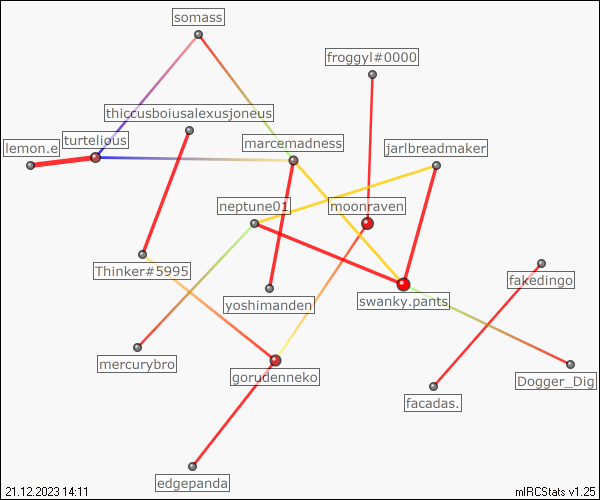 somass
froggyl#0000
thiccusboiusalexusjoneus
lemon.e
turtelious
marcemadness
jarlbreadmaker
neptune01
moonraven
Thinker#5995
yoshimanden
swanky.pants
fakedingo
mercurybro
gorudenneko
facadas.
Dogger_Dig
edgepanda
21.12.2023 14:11
mIRCStats v1.25